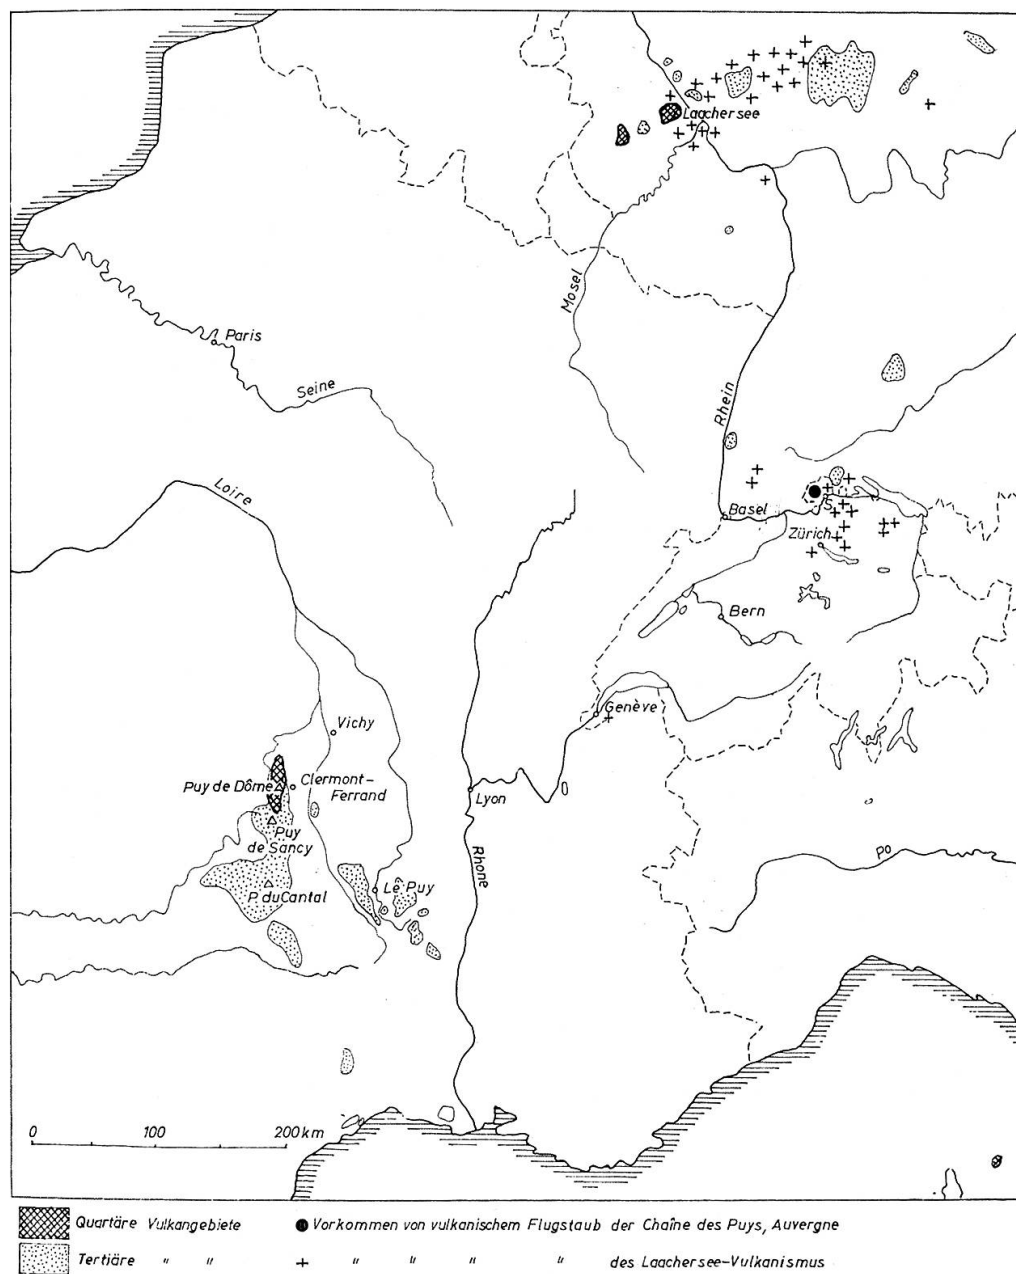 Laachersee
Mosel
Paris
Seine
Rhein
Loire
Basel
S
Zürich
Bern
Genève
Vichy
Puy de Dôme
Clermont-
Ferrand
Lyon
Puy
de Sancy
Rhone
Po
Le Puy
P. du Cantal
0 100 200 km
Quartäre Vulkangebiete ● Vorkommen von vulkanischem Flugstaub der Chaîne des Puys, Auvergne
Tertiäre " " + " " " " des Laachersee-Vulkanismus